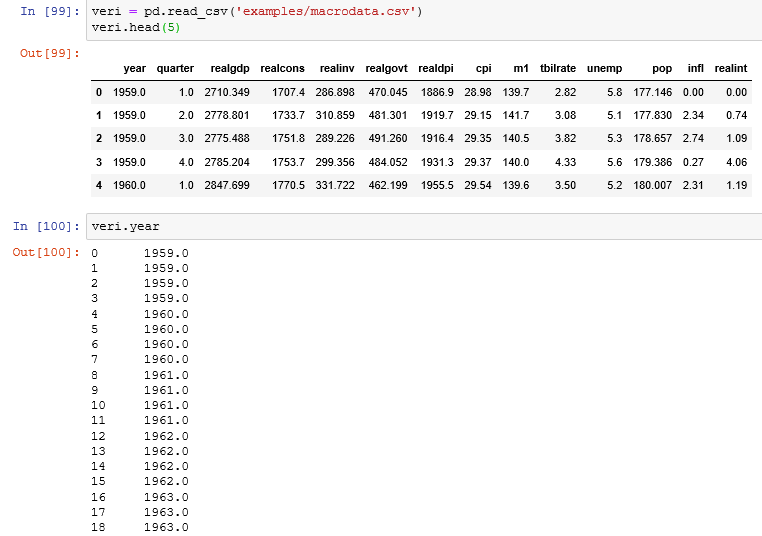 In [99]: veri = pd.read_csv('examples/macrodata.csv')
veri.head(5)
Out[99]:
year quarter realgdp realcons realinv realgovt realdpi cpi m1 tbilrate unemp pop infl realint
0 1959.0 1.0 2710.349 1707.4 286.898 470.045 1886.9 28.98 139.7 2.82 5.8 177.146 0.00 0.00
1 1959.0 2.0 2778.801 1733.7 310.859 481.301 1919.7 29.15 141.7 3.08 5.1 177.830 2.34 0.74
2 1959.0 3.0 2775.488 1751.8 289.226 491.260 1916.4 29.35 140.5 3.82 5.3 178.657 2.74 1.09
3 1959.0 4.0 2785.204 1753.7 299.356 484.052 1931.3 29.37 140.0 4.33 5.6 179.386 0.27 4.06
4 1960.0 1.0 2847.699 1770.5 331.722 462.199 1955.5 29.54 139.6 3.50 5.2 180.007 2.31 1.19
In [100]: veri.year
Out[100]: 0 1959.0
1 1959.0
2 1959.0
3 1959.0
4 1960.0
5 1960.0
6 1960.0
7 1960.0
8 1961.0
9 1961.0
10 1961.0
11 1961.0
12 1962.0
13 1962.0
14 1962.0
15 1962.0
16 1963.0
17 1963.0
18 1963.0